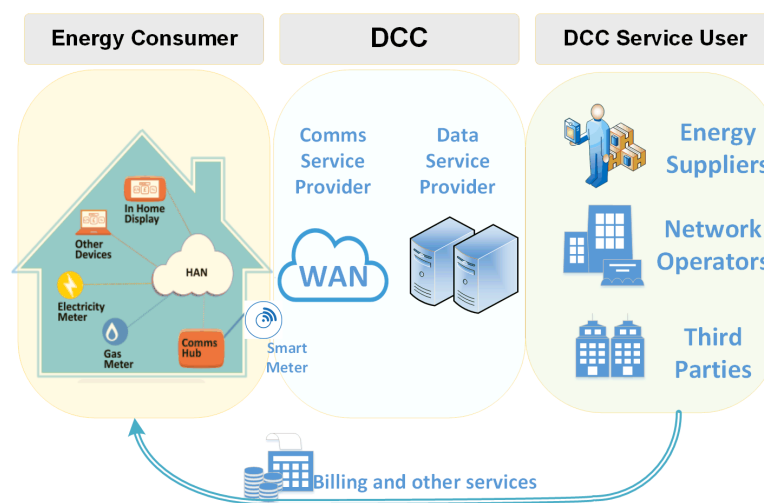 Energy Consumer
DCC
DCC Service User
Comms
Service
Provider
Data
Service
Provider
Energy
Suppliers
In Home
Display
Other
Devices
HAN
WAN
Network
Operators
Electricity
Meter
Gas
Meter
Comms
Hub
Smart
Meter
Third
Parties
Billing and other services